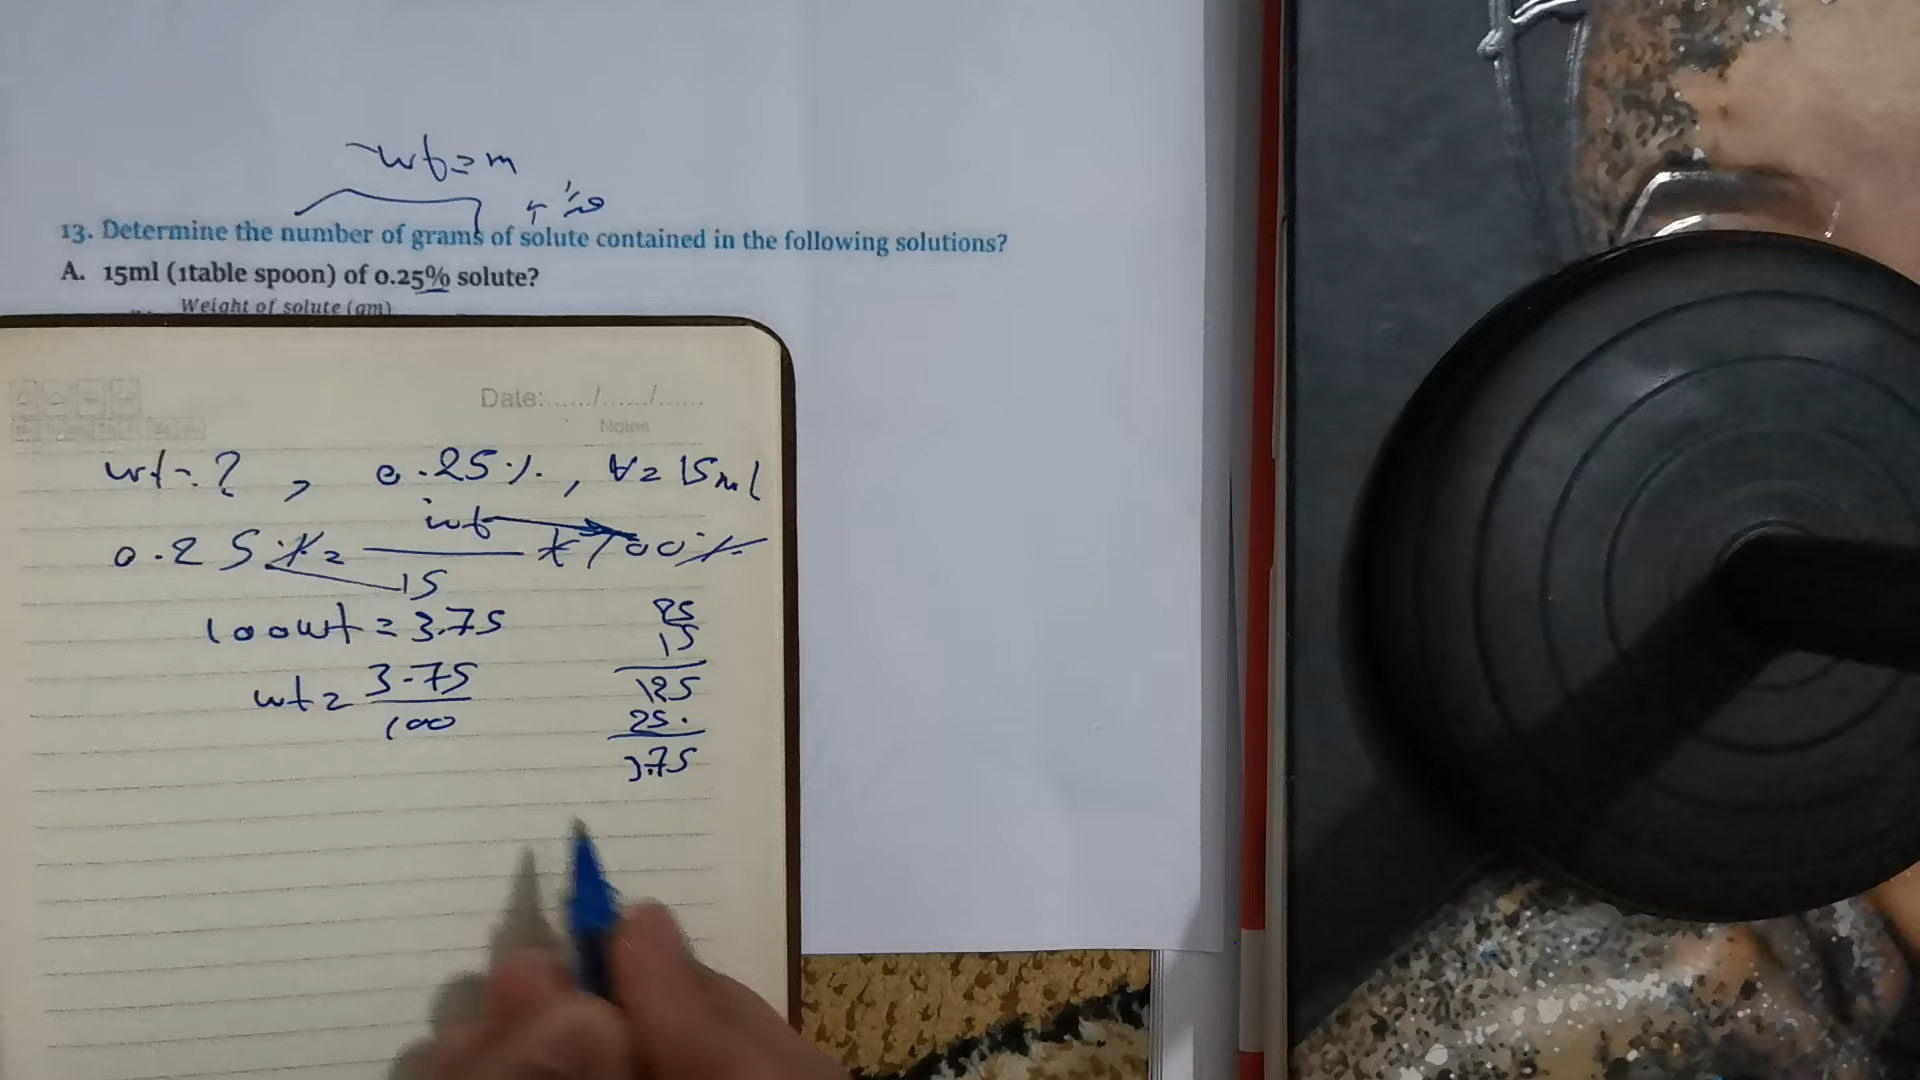 wt=m
13. Determine the number of grams of solute contained in the following solutions?
A. 15ml (1table spoon) of 0.25% solute?
Weight of solute (gm)
Date:....../....../......
Notes
wt=? , 0.25%, V=15ml
0.25%= wt/15 *100%
100wt=3.75
wt= 3.75/100
25
15
125
25.
3.75